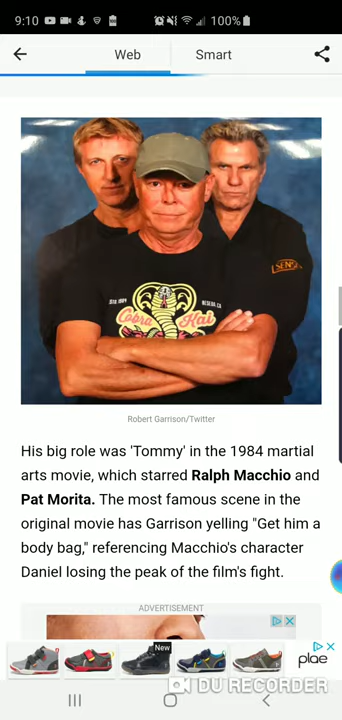 9:10 100%
Web Smart
SENSEI
Cobra Kai
RESEDA, CA
Robert Garrison/Twitter
His big role was 'Tommy' in the 1984 martial
arts movie, which starred Ralph Macchio and
Pat Morita. The most famous scene in the
original movie has Garrison yelling "Get him a
body bag," referencing Macchio's character
Daniel losing the peak of the film's fight.
ADVERTISEMENT
New
plae
DU RECORDER